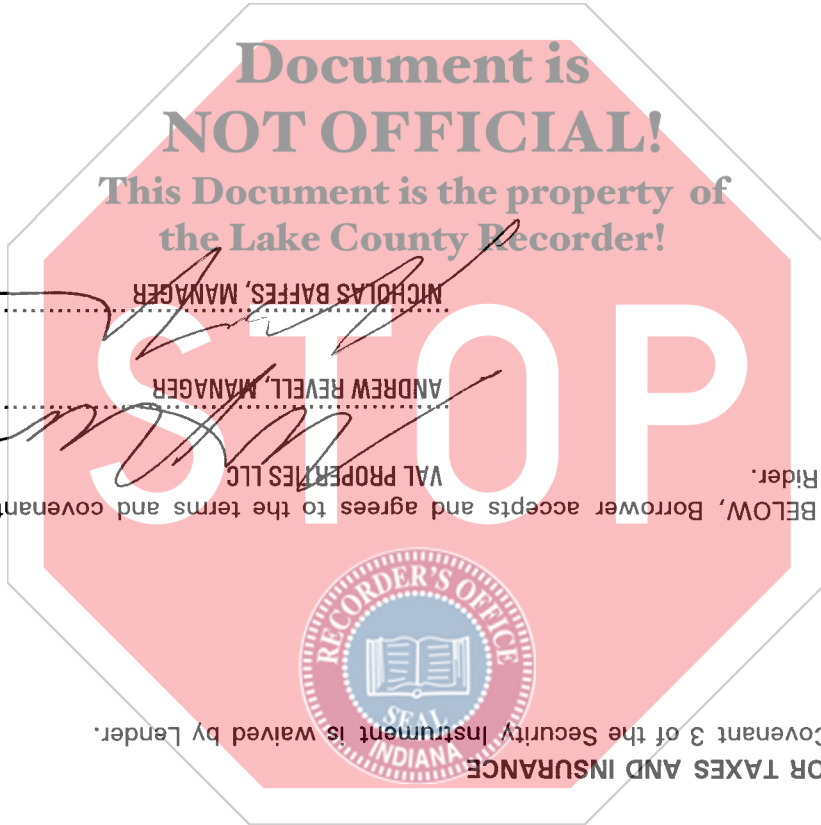 Document is
NOT OFFICIAL!
This Document is the property of
the Lake County Recorder!
STOP
RECORDER'S OFFICE
SEAL
INDIANA
OR TAXES AND INSURANCE
Covenant 3 of the Security Instrument is waived by Lender.
BELOW, Borrower accepts and agrees to the terms and covenant
Rider.
VAL PROPERTIES LLC
ANDREW REVELL, MANAGER
NICHOLAS BAFFES, MANAGER